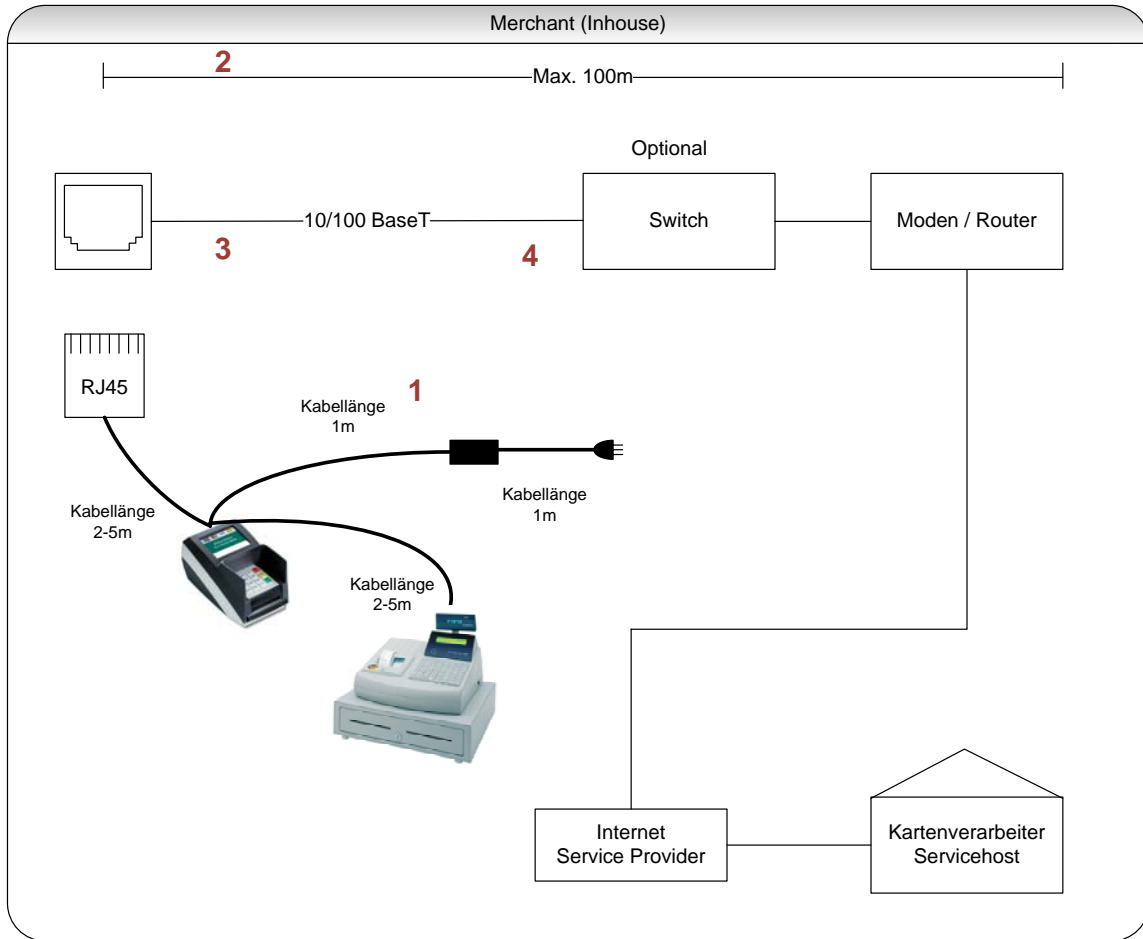 Merchant (Inhouse)
2
Max. 100m
Optional
10/100 BaseT
Switch
Moden / Router
3
4
RJ45
1
Kabellänge
1m
Kabellänge
1m
Kabellänge
2-5m
Kabellänge
2-5m
Internet
Service Provider
Kartenverarbeiter
Servicehost